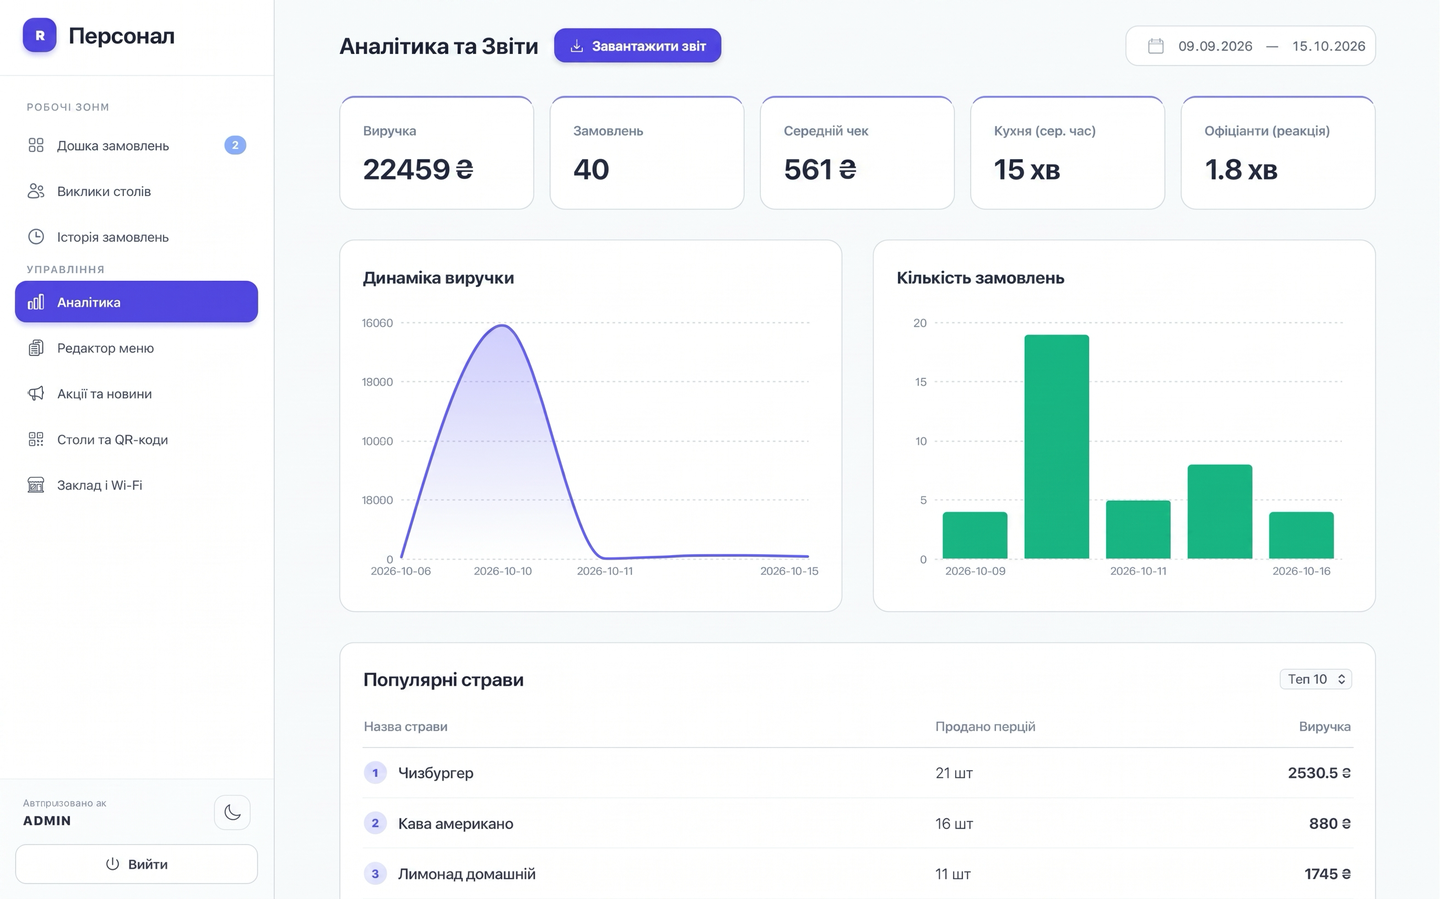 R Персонал
РОБОЧІ ЗОНМ
Дошка замовлень 2
Виклики столів
Історія замовлень
УПРАВЛІННЯ
Аналітика
Редактор меню
Акції та новини
Столи та QR-коди
Заклад і Wi-Fi
Автпризовано ак
ADMIN
Вийти
Аналітика та Звіти
Завантажити звіт
09.09.2026 — 15.10.2026
Виручка
22459 ₴
Замовлень
40
Середній чек
561 ₴
Кухня (сер. час)
15 хв
Офіціанти (реакція)
1.8 хв
Динаміка виручки
16060
19000
10000
18000
0
2026-10-06 2026-10-10 2026-10-11 2026-10-15
Кількість замовлень
20
15
10
5
0
2026-10-09 2026-10-11 2026-10-16
Популярні страви
Топ 10
Назва страви Продано перцій Виручка
1 Чизбургер 21 шт 2530.5 ₴
2 Кава американо 16 шт 880 ₴
3 Лимонад домашній 11 шт 1745 ₴